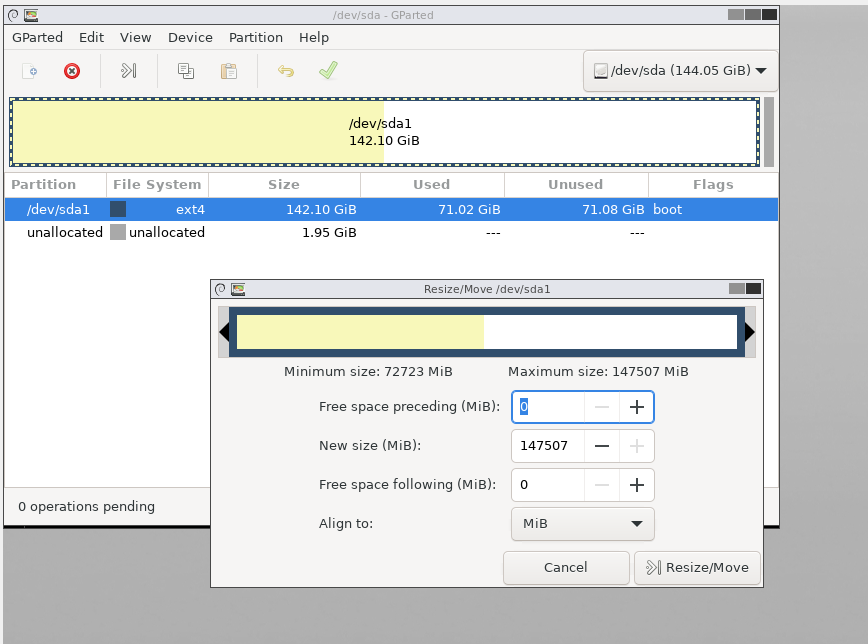 /dev/sda - GParted
GParted Edit View Device Partition Help
/dev/sda (144.05 GiB)
/dev/sda1
142.10 GiB
Partition File System Size Used Unused Flags
/dev/sda1 ext4 142.10 GiB 71.02 GiB 71.08 GiB boot
unallocated unallocated 1.95 GiB --- ---
Resize/Move /dev/sda1
Minimum size: 72723 MiB Maximum size: 147507 MiB
Free space preceding (MiB): 0
New size (MiB): 147507
Free space following (MiB): 0
Align to: MiB
Cancel Resize/Move
0 operations pending